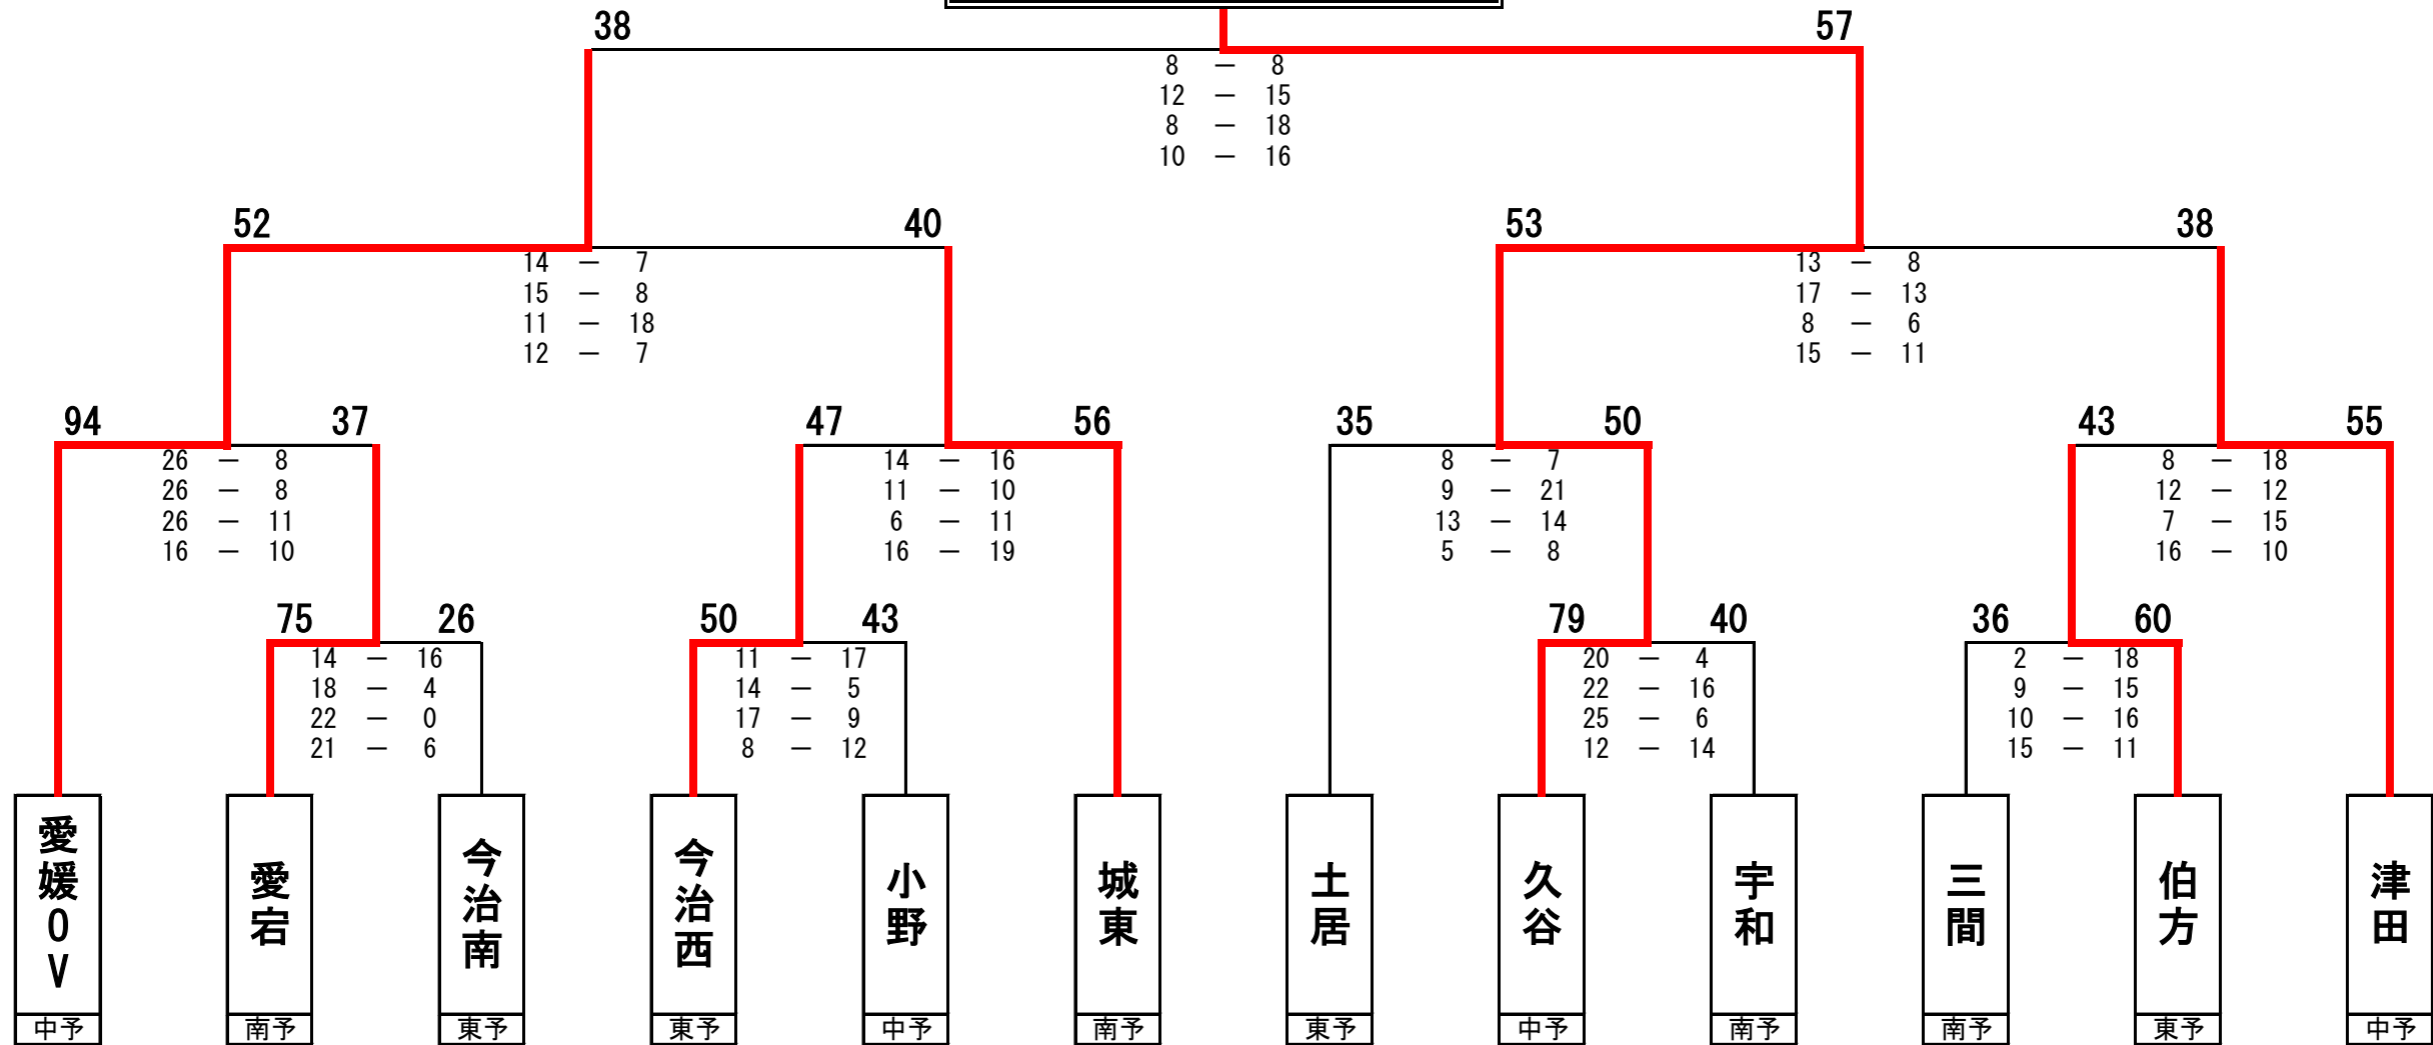 38 57
8 － 8
12 － 15
8 － 18
10 － 16
52 40 53 38
14 － 7 13 － 8
15 － 8 17 － 13
11 － 18 8 － 6
12 － 7 15 － 11
94 37 47 56 35 50 43 55
26 － 8 14 － 16 8 － 7 8 － 18
26 － 8 11 － 10 9 － 21 12 － 12
26 － 11 6 － 11 13 － 14 7 － 15
16 － 10 16 － 19 5 － 8 16 － 10
75 26 50 43 79 40 36 60
14 － 16 11 － 17 20 － 4 2 － 18
18 － 4 14 － 5 22 － 16 9 － 15
22 － 0 17 － 9 25 － 6 10 － 16
21 － 6 8 － 12 12 － 14 15 － 11
愛媛OV
愛宕
今治南
今治西
小野
城東
土居
久谷
宇和
三間
伯方
津田
中予 南予 東予 東予 中予 南予 東予 中予 南予 南予 東予 中予